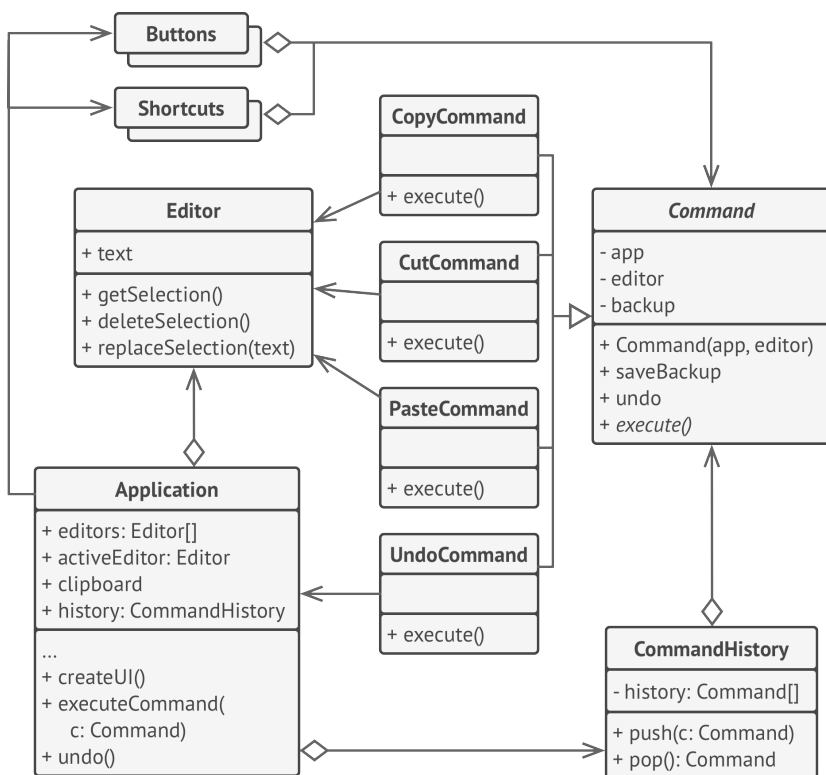 Buttons
Shortcuts
CopyCommand
+ execute()
Editor
+ text
+ getSelection()
+ deleteSelection()
+ replaceSelection(text)
CutCommand
+ execute()
Command
- app
- editor
- backup
+ Command(app, editor)
+ saveBackup
+ undo
+ execute()
PasteCommand
+ execute()
Application
+ editors: Editor[]
+ activeEditor: Editor
+ clipboard
+ history: CommandHistory
...
+ createUI()
+ executeCommand(
c: Command)
+ undo()
UndoCommand
+ execute()
CommandHistory
- history: Command[]
+ push(c: Command)
+ pop(): Command